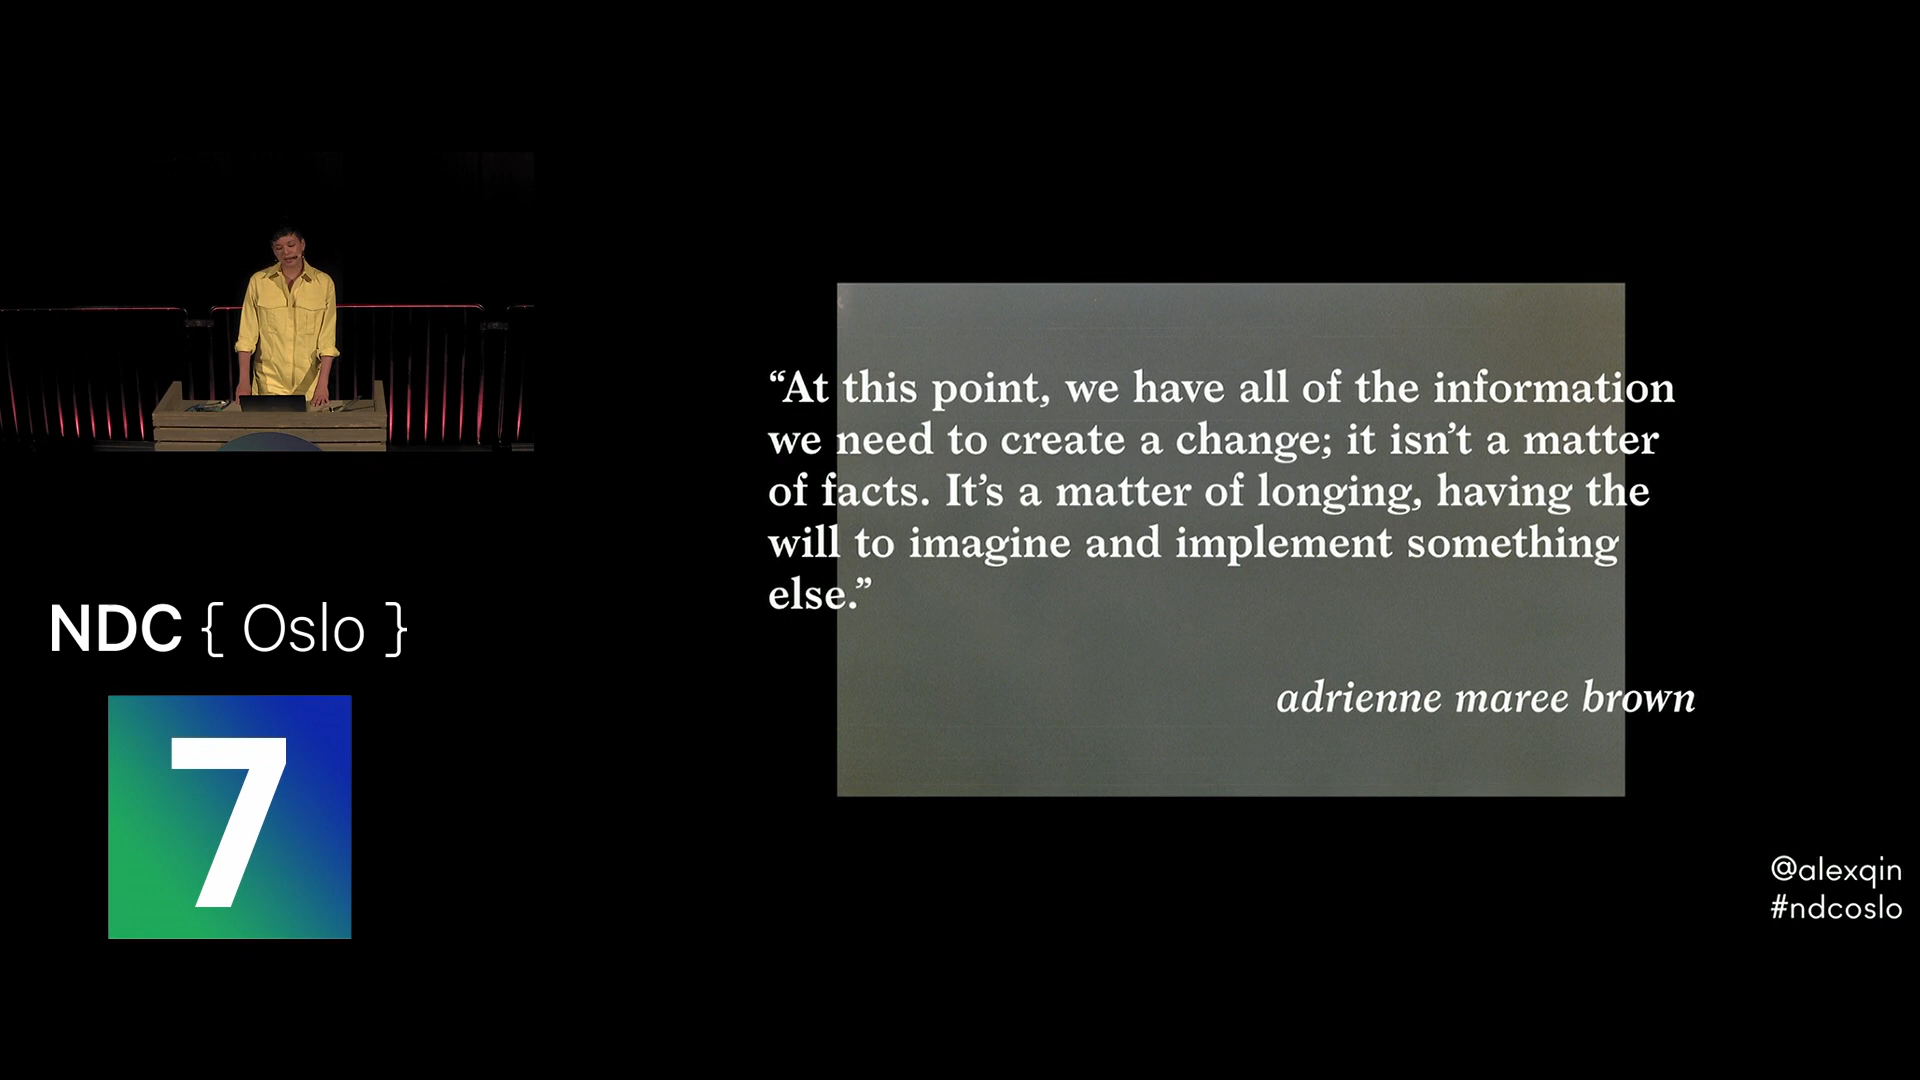 NDC { Oslo }
7
“At this point, we have all of the information
we need to create a change; it isn’t a matter
of facts. It’s a matter of longing, having the
will to imagine and implement something
else.”
adrienne maree brown
@alexqin
#ndcoslo